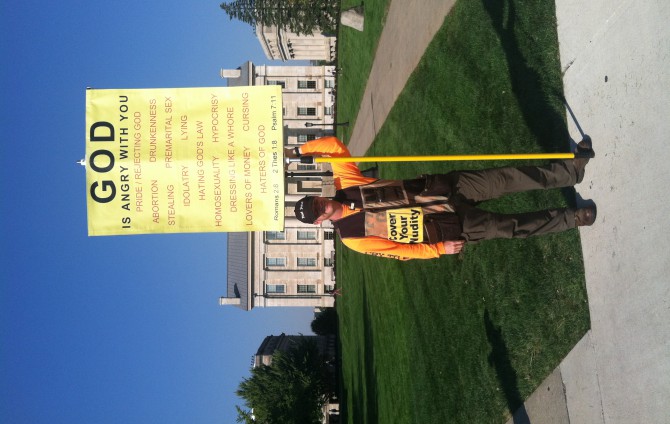 GOD
IS ANGRY WITH YOU
PRIDE / REJECTING GOD
ABORTION DRUNKENNESS
STEALING PREMARITAL SEX
IDOLATRY LYING
HATING GOD'S LAW
HOMOSEXUALITY HYPOCRISY
DRESSING LIKE A WHORE
LOVERS OF MONEY CURSING
HATERS OF GOD
Romans 2:8 2 Thes 1:8 Psalm 7:11
Cover
Your
Nudity